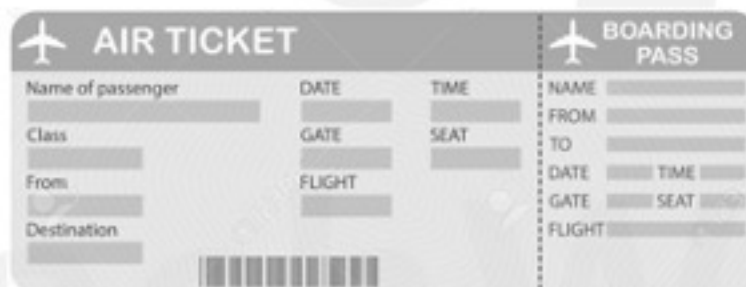 AIR TICKET
Name of passenger DATE TIME
Class GATE SEAT
From FLIGHT
Destination
BOARDING
PASS
NAME
FROM
TO
DATE TIME
GATE SEAT
FLIGHT